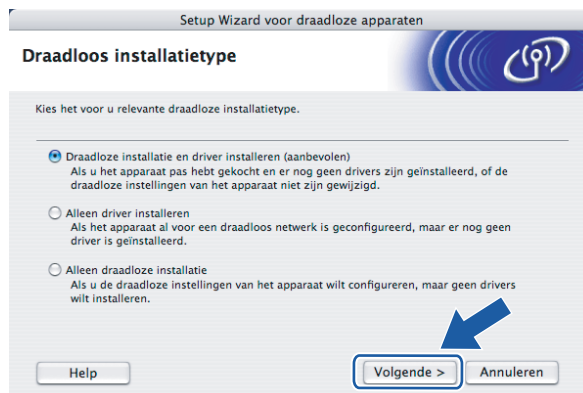 Setup Wizard voor draadloze apparaten
Draadloos installatietype
Kies het voor u relevante draadloze installatietype.
Draadloze installatie en driver installeren (aanbevolen)
Als u het apparaat pas hebt gekocht en er nog geen drivers zijn geïnstalleerd, of de
draadloze instellingen van het apparaat niet zijn gewijzigd.
Alleen driver installeren
Als het apparaat al voor een draadloos netwerk is geconfigureerd, maar er nog geen
driver is geïnstalleerd.
Alleen draadloze installatie
Als u de draadloze instellingen van het apparaat wilt configureren, maar geen drivers
wilt installeren.
Help
Volgende >
Annuleren